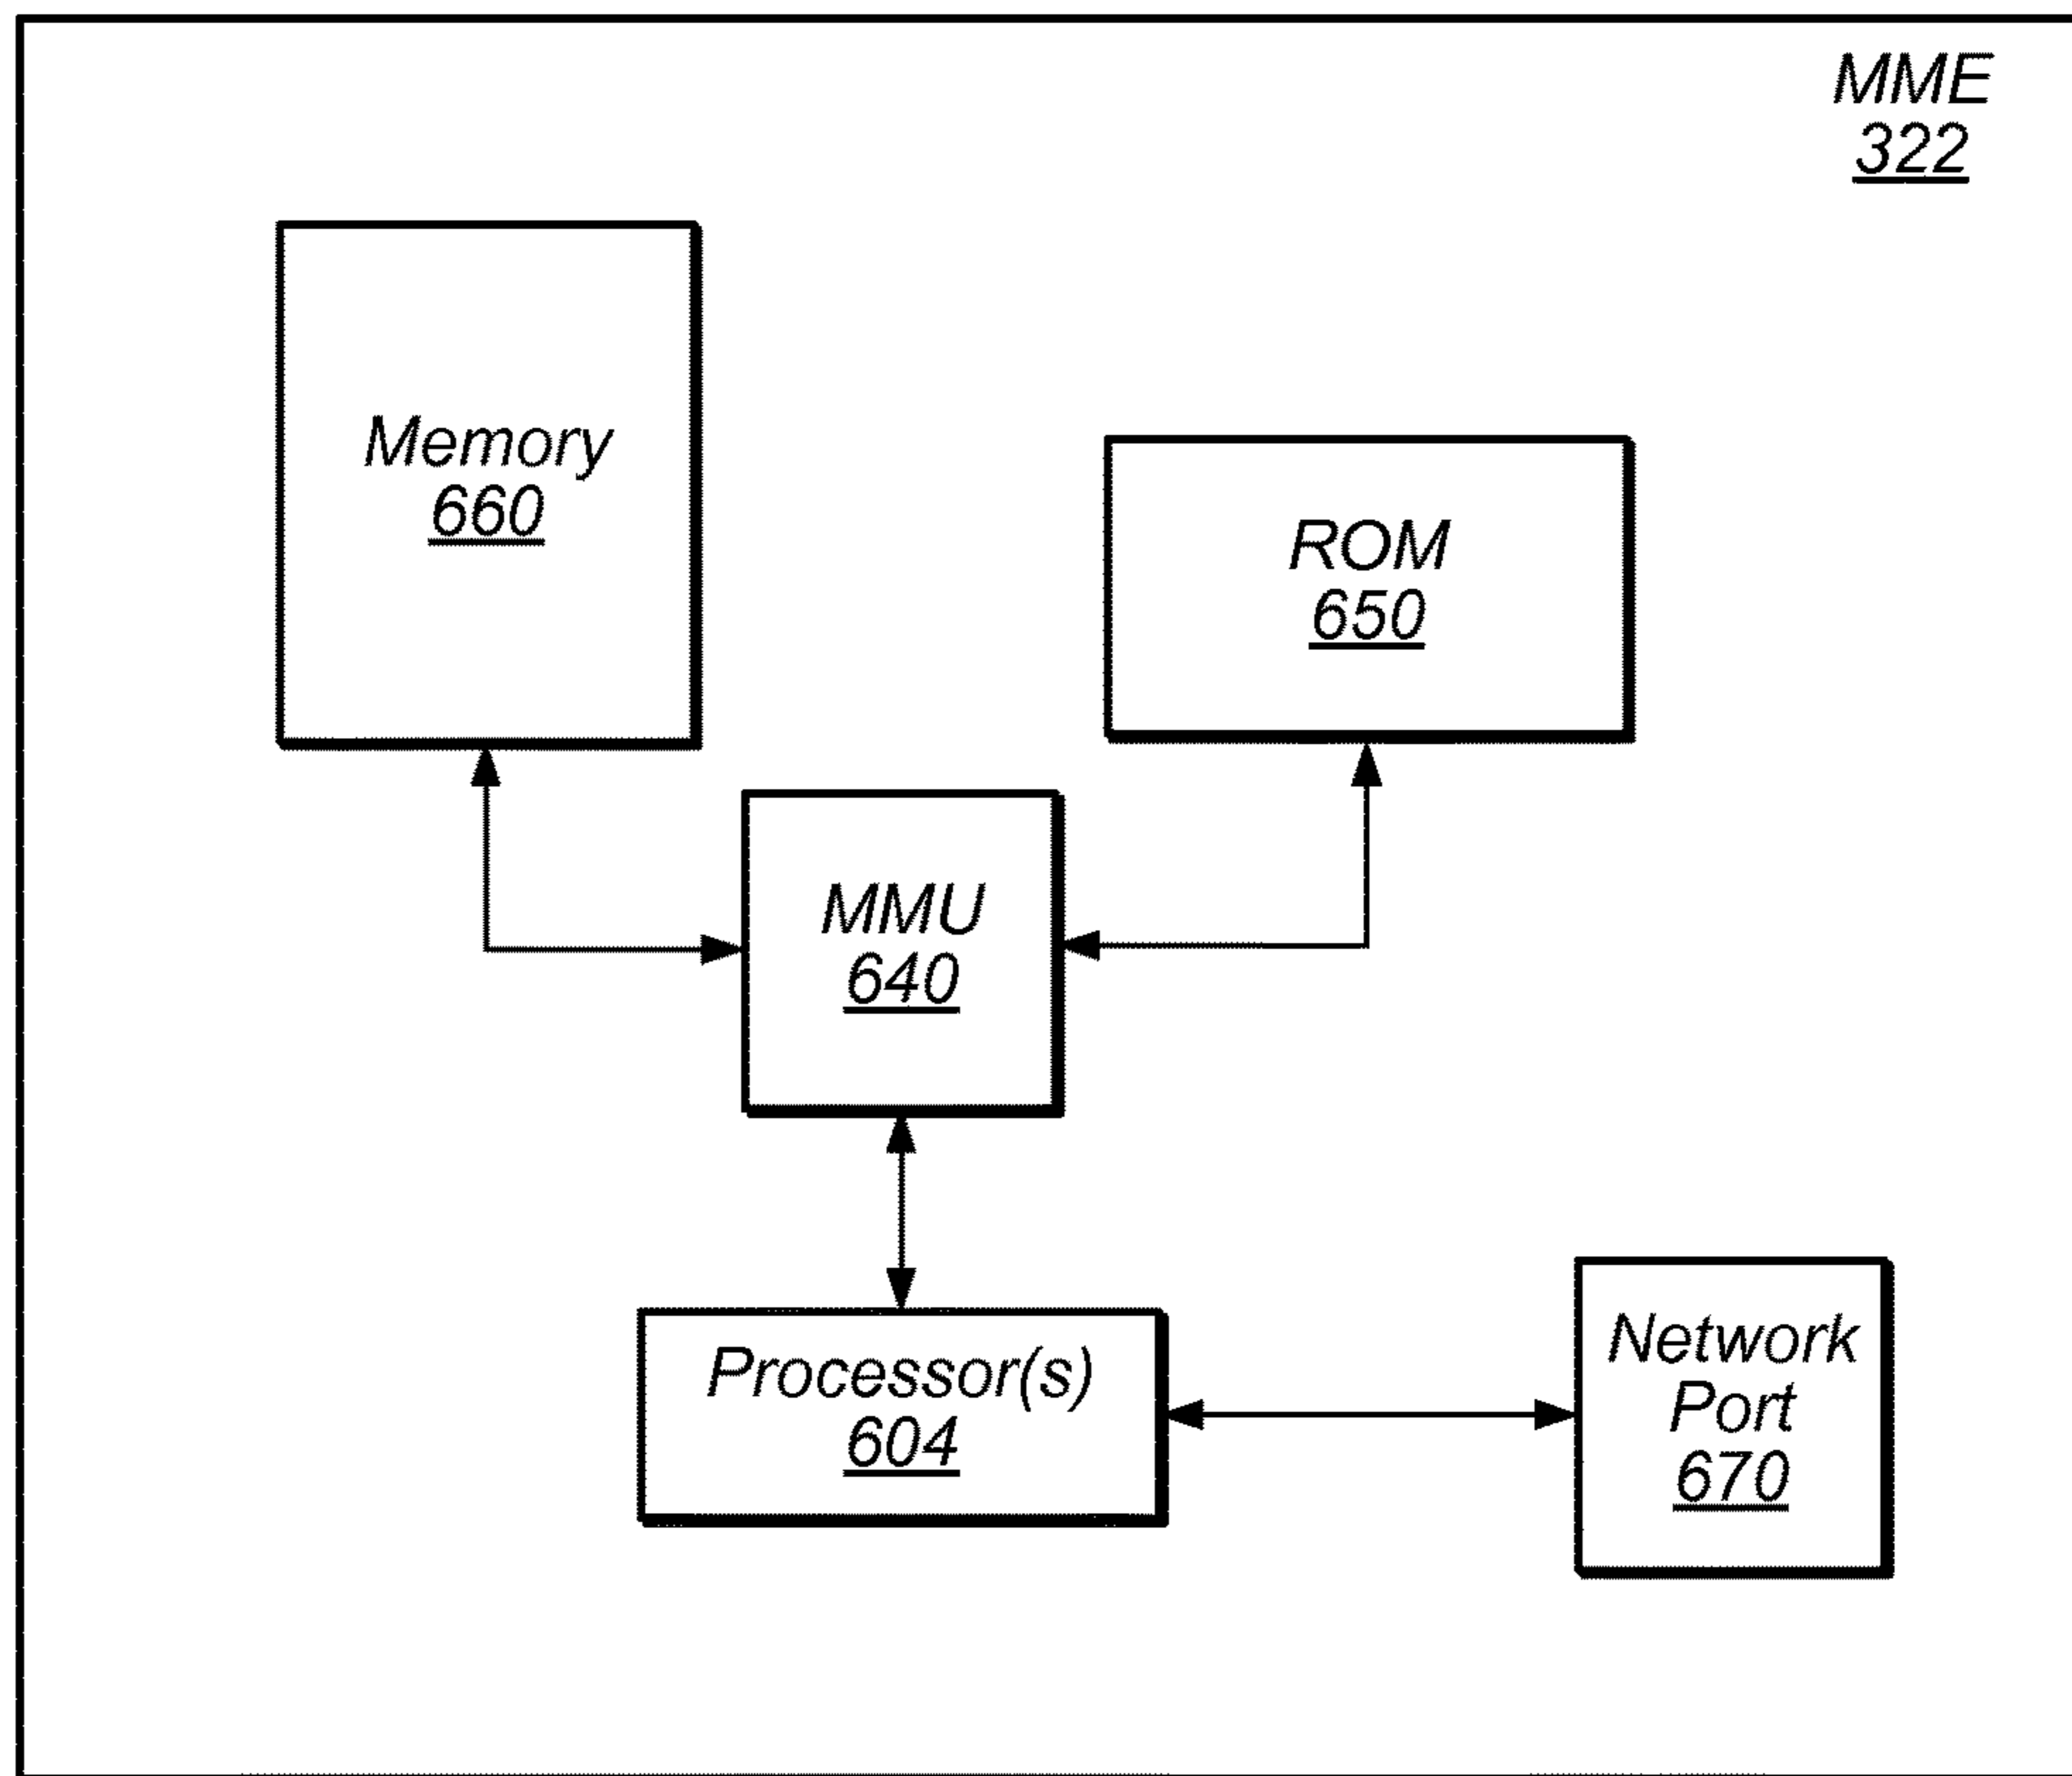 MME
322
Memory
660
ROM
650
MMU
640
Processor(s)
604
Network
Port
670